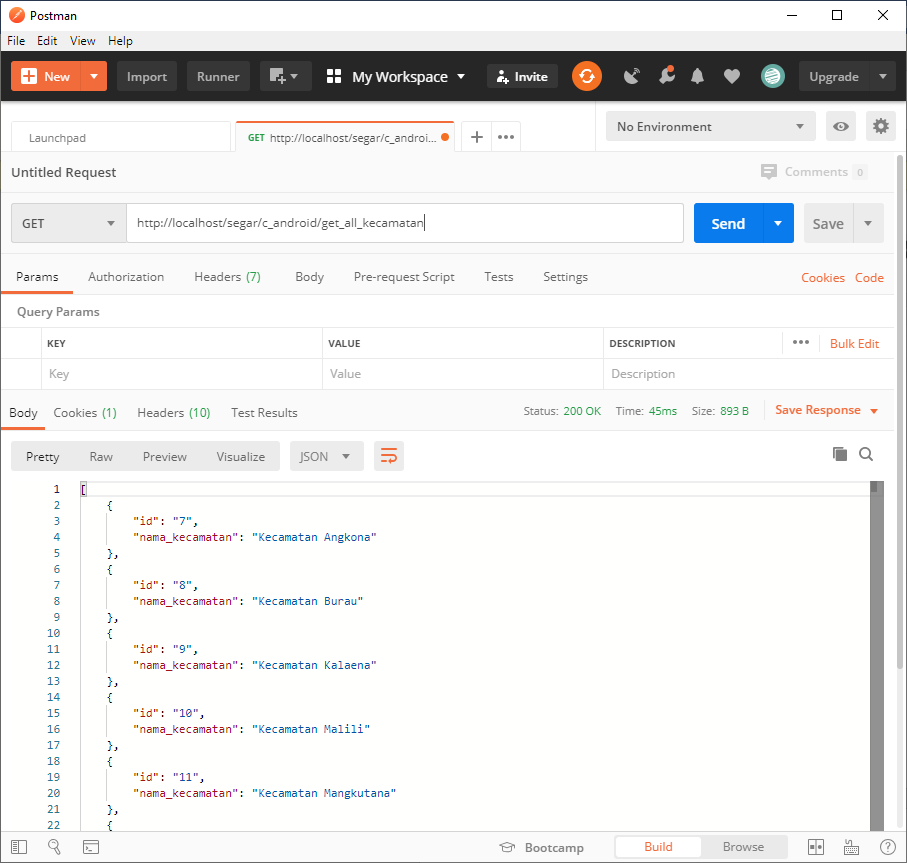 Postman
File Edit View Help
New Import Runner My Workspace Invite Upgrade
Launchpad GET http://localhost/segar/c_androi... No Environment
Untitled Request Comments 0
GET http://localhost/segar/c_android/get_all_kecamatan Send Save
Params Authorization Headers (7) Body Pre-request Script Tests Settings Cookies Code
Query Params
KEY VALUE DESCRIPTION Bulk Edit
Key Value Description
Body Cookies (1) Headers (10) Test Results Status: 200 OK Time: 45ms Size: 893 B Save Response
Pretty Raw Preview Visualize JSON
1 [
2 {
3 "id": "7",
4 "nama_kecamatan": "Kecamatan Angkona"
5 },
6 {
7 "id": "8",
8 "nama_kecamatan": "Kecamatan Burau"
9 },
10 {
11 "id": "9",
12 "nama_kecamatan": "Kecamatan Kalaena"
13 },
14 {
15 "id": "10",
16 "nama_kecamatan": "Kecamatan Malili"
17 },
18 {
19 "id": "11",
20 "nama_kecamatan": "Kecamatan Mangkutana"
21 },
22 {
Bootcamp Build Browse